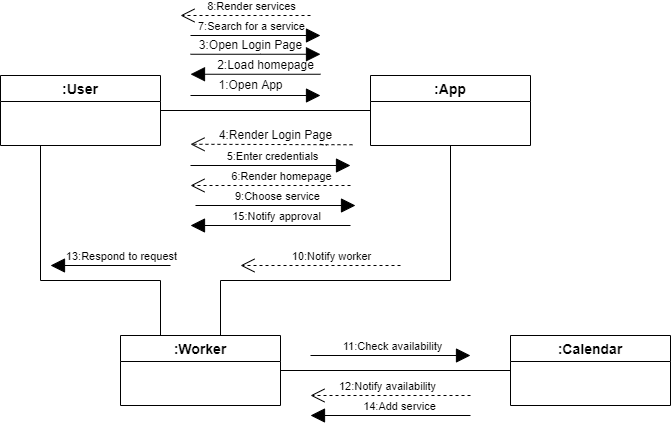 8:Render services
7:Search for a service
3:Open Login Page
2:Load homepage
:User
1:Open App
:App
4:Render Login Page
5:Enter credentials
6:Render homepage
9:Choose service
15:Notify approval
13:Respond to request
10:Notify worker
:Worker
11:Check availability
:Calendar
12:Notify availability
14:Add service